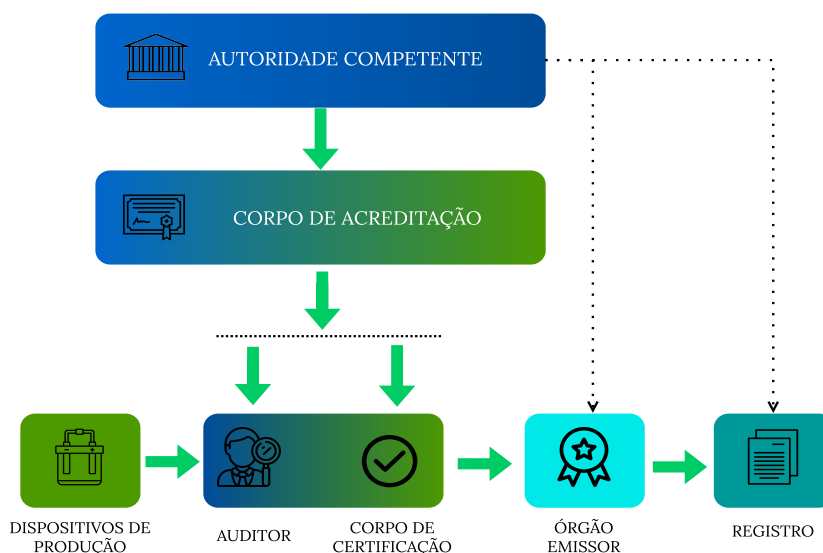 AUTORIDADE COMPETENTE
CORPO DE ACREDITAÇÃO
DISPOSITIVOS DE
PRODUÇÃO
AUDITOR
CORPO DE
CERTIFICAÇÃO
ÓRGÃO
EMISSOR
REGISTRO